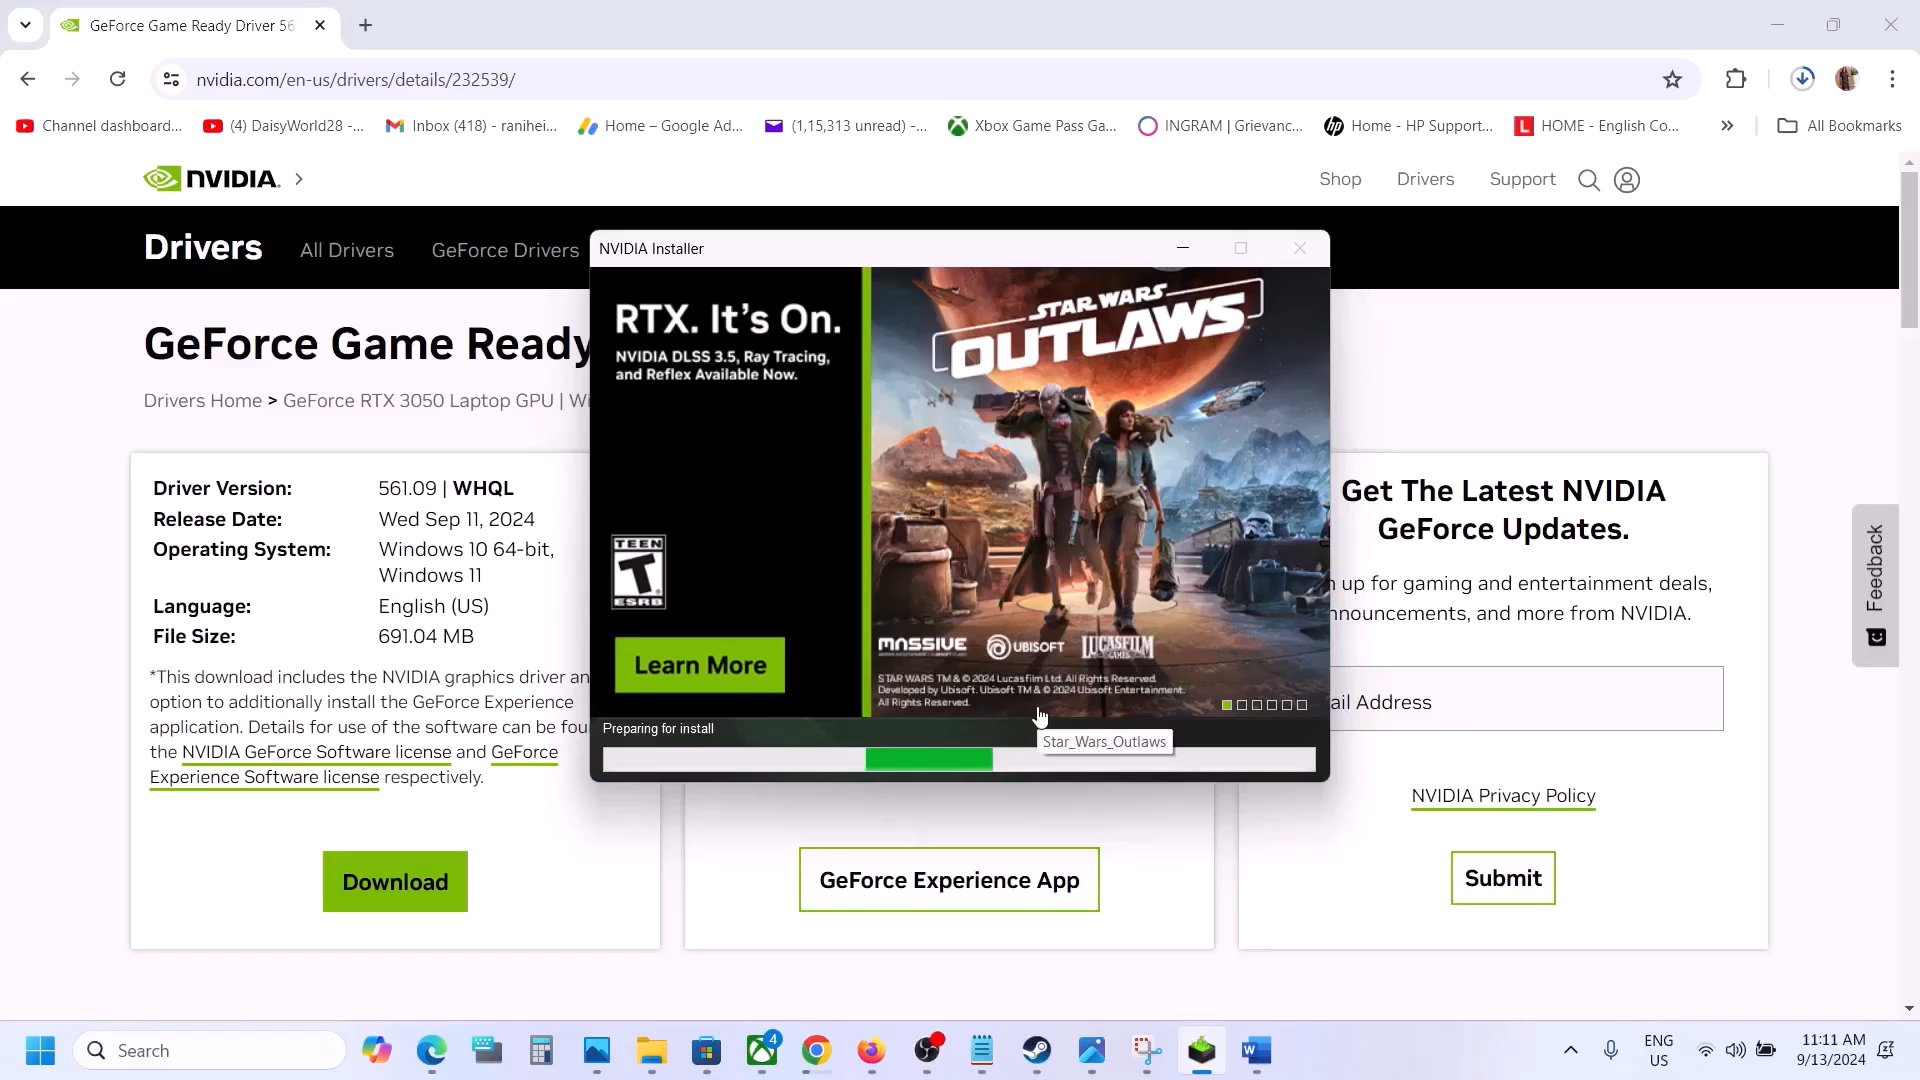 GeForce Game Ready Driver 56
nvidia.com/en-us/drivers/details/232539/
Channel dashboard...
(4) DaisyWorld28 -...
Inbox (418) - ranihei...
Home – Google Ad...
(1,15,313 unread) -...
Xbox Game Pass Ga...
INGRAM | Grievanc...
Home - HP Support...
HOME - English Co...
All Bookmarks
NVIDIA.
Shop
Drivers
Support
Drivers
All Drivers
GeForce Drivers
NVIDIA Installer
GeForce Game Ready
Drivers Home > GeForce RTX 3050 Laptop GPU | Wi
RTX. It's On.
NVIDIA DLSS 3.5, Ray Tracing,
and Reflex Available Now.
STAR WARS
OUTLAWS
TEEN
T
ESRB
Learn More
MASSIVE
UBISOFT
LUCASFILM
GAMES
STAR WARS TM & © 2024 Lucasfilm Ltd. All Rights Reserved.
Developed by Ubisoft. Ubisoft TM & © 2024 Ubisoft Entertainment.
All Rights Reserved.
Preparing for install
Star_Wars_Outlaws
Driver Version: 561.09 | WHQL
Release Date: Wed Sep 11, 2024
Operating System: Windows 10 64-bit,
Windows 11
Language: English (US)
File Size: 691.04 MB
*This download includes the NVIDIA graphics driver an
option to additionally install the GeForce Experience
application. Details for use of the software can be fou
the NVIDIA GeForce Software license and GeForce
Experience Software license respectively.
Download
GeForce Experience App
Get The Latest NVIDIA
GeForce Updates.
n up for gaming and entertainment deals,
nnouncements, and more from NVIDIA.
ail Address
NVIDIA Privacy Policy
Submit
Feedback
Search
4
ENG
US
11:11 AM
9/13/2024